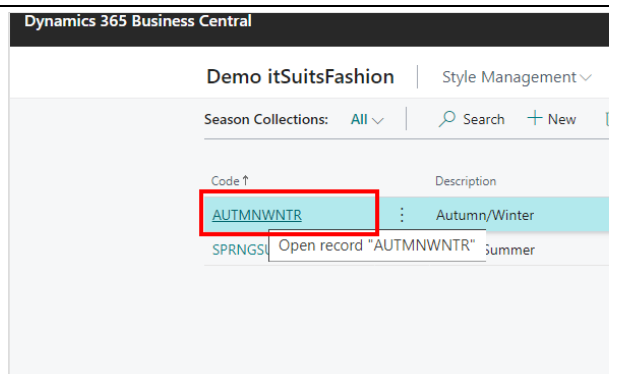 Dynamics 365 Business Central
Demo itSuitsFashion Style Management
Season Collections: All Search New
Code Description
AUTMNWNTR Autumn/Winter
Open record "AUTMNWNTR"